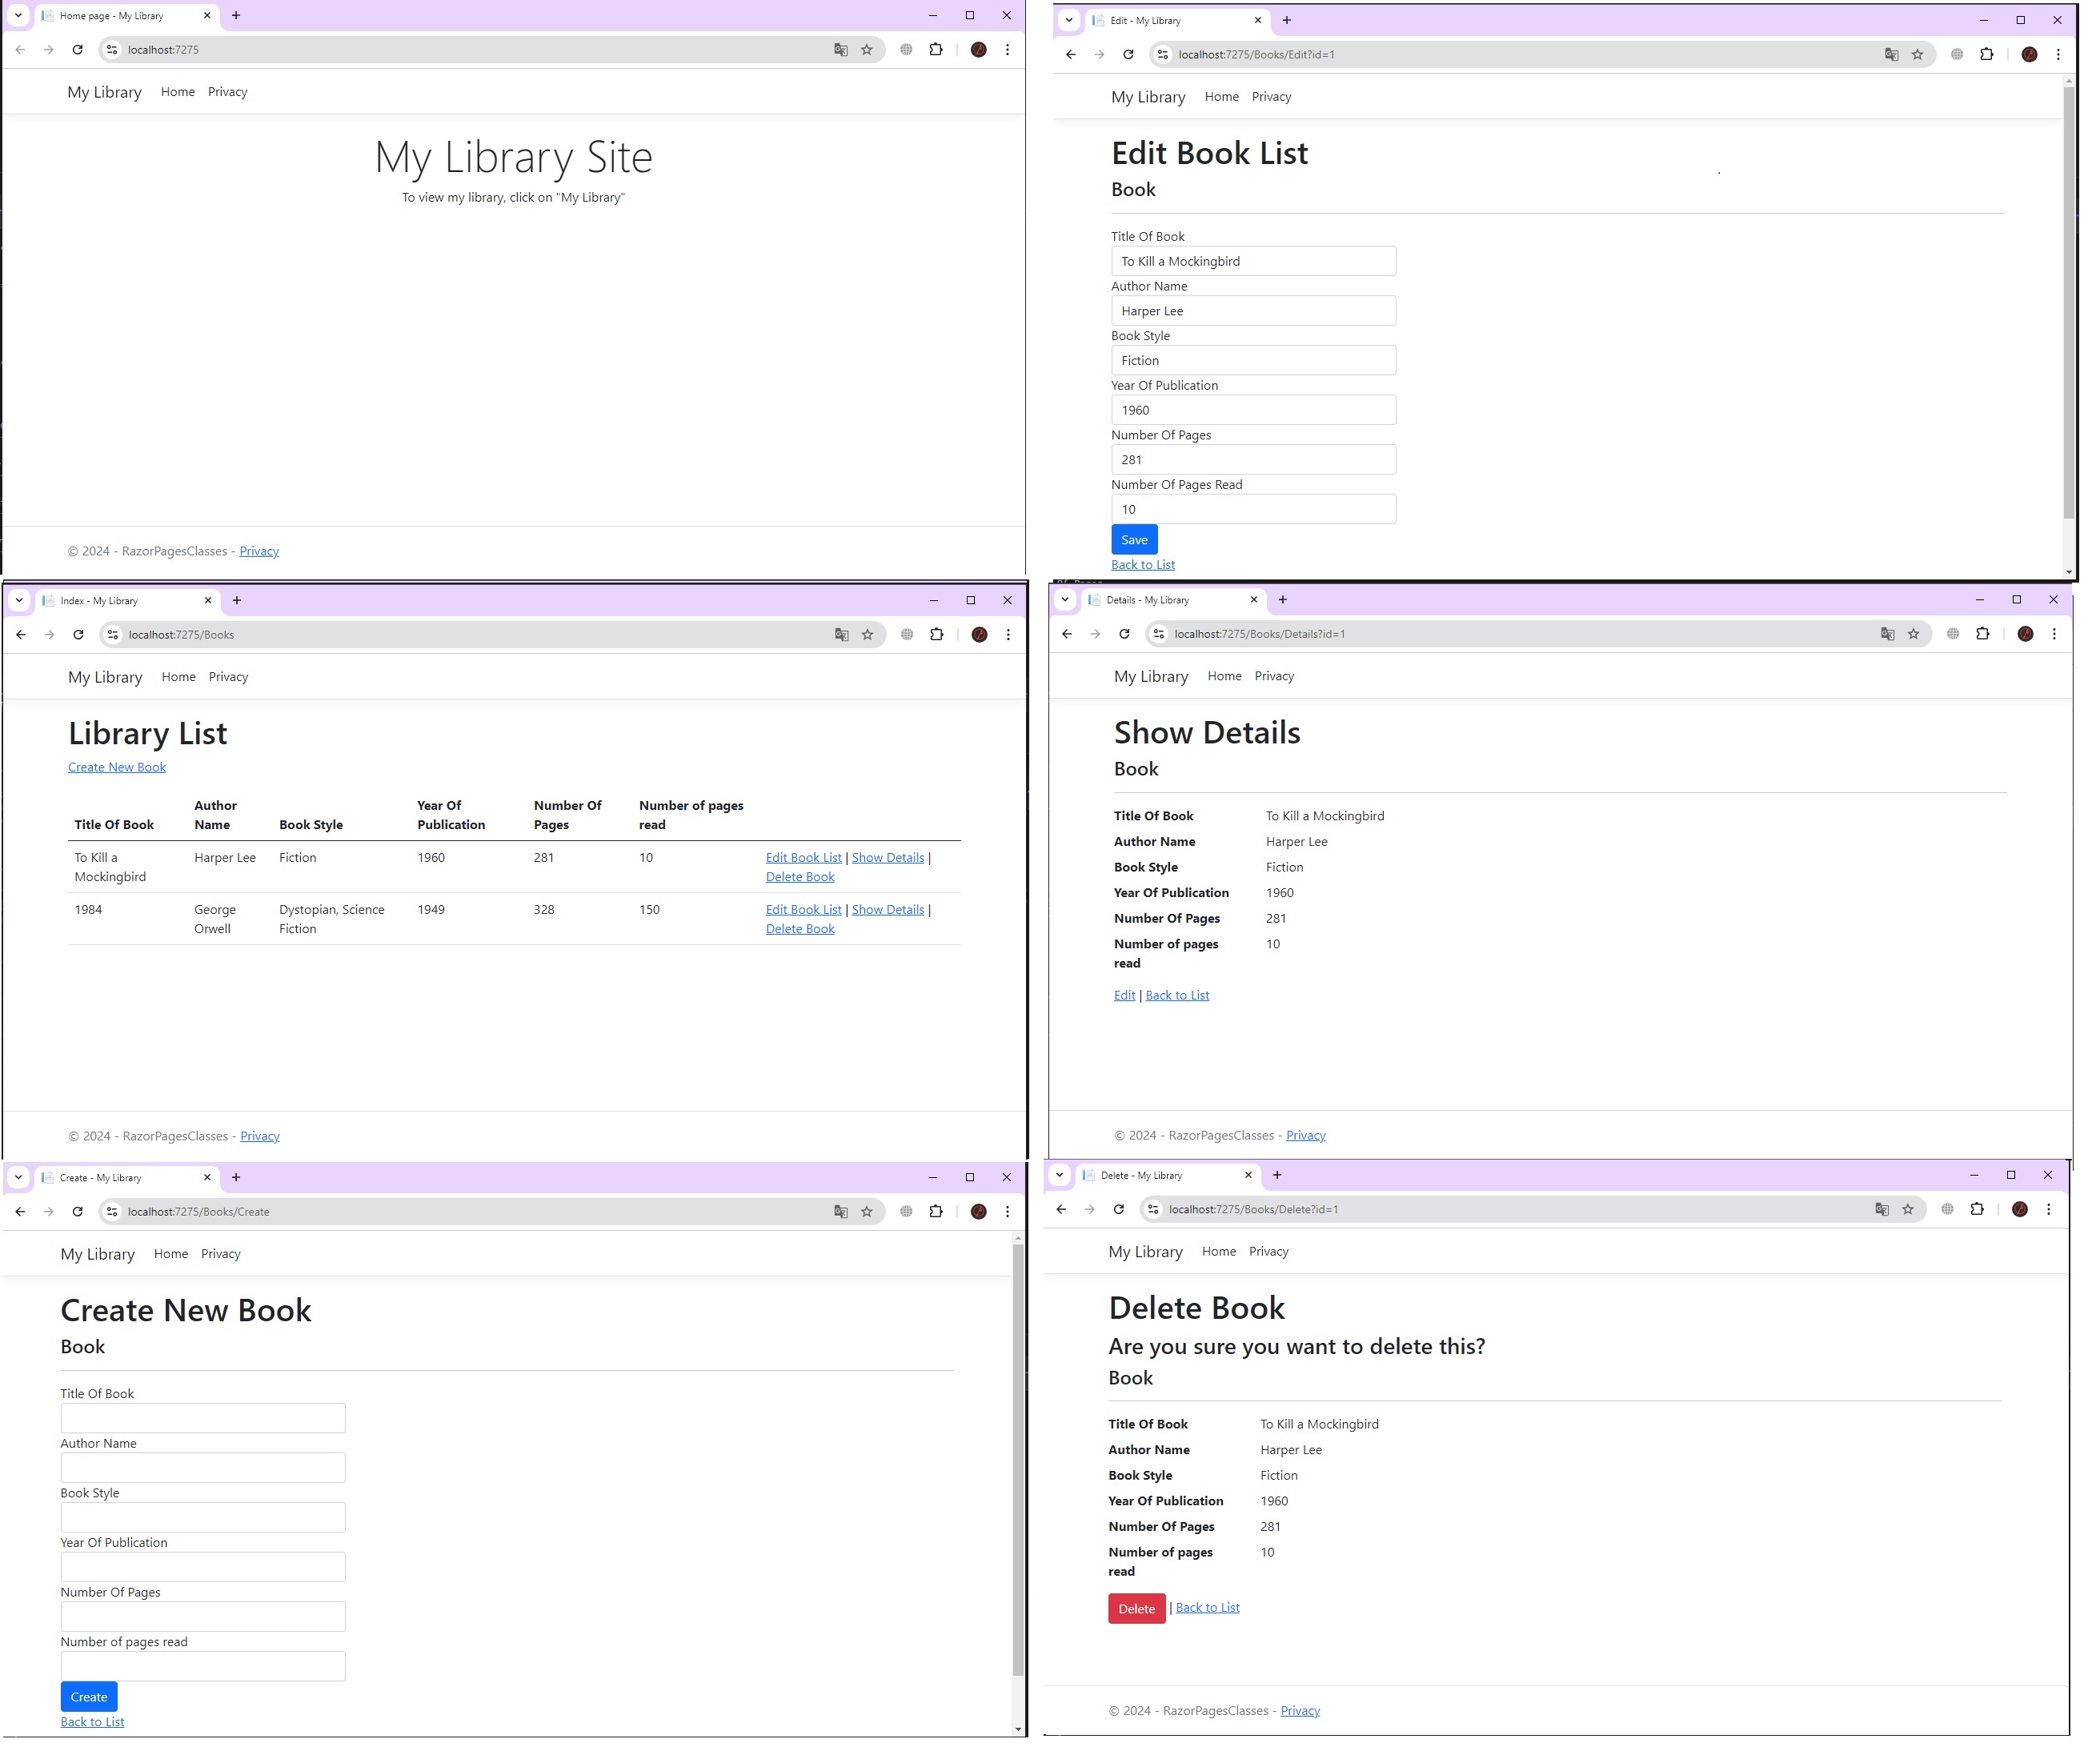 Home page - My Library
localhost:7275
My Library Home Privacy
My Library Site
To view my library, click on "My Library"
© 2024 - RazorPagesClasses - Privacy
Edit - My Library
localhost:7275/Books/Edit?id=1
My Library Home Privacy
Edit Book List
Book
Title Of Book
To Kill a Mockingbird
Author Name
Harper Lee
Book Style
Fiction
Year Of Publication
1960
Number Of Pages
281
Number Of Pages Read
10
Save
Back to List
Index - My Library
localhost:7275/Books
My Library Home Privacy
Library List
Create New Book
Title Of Book Author Name Book Style Year Of Publication Number Of Pages Number of pages read
To Kill a Mockingbird Harper Lee Fiction 1960 281 10 Edit Book List | Show Details | Delete Book
1984 George Orwell Dystopian, Science Fiction 1949 328 150 Edit Book List | Show Details | Delete Book
© 2024 - RazorPagesClasses - Privacy
Details - My Library
localhost:7275/Books/Details?id=1
My Library Home Privacy
Show Details
Book
Title Of Book To Kill a Mockingbird
Author Name Harper Lee
Book Style Fiction
Year Of Publication 1960
Number Of Pages 281
Number of pages read 10
Edit | Back to List
© 2024 - RazorPagesClasses - Privacy
Create - My Library
localhost:7275/Books/Create
My Library Home Privacy
Create New Book
Book
Title Of Book
Author Name
Book Style
Year Of Publication
Number Of Pages
Number of pages read
Create
Back to List
Delete - My Library
localhost:7275/Books/Delete?id=1
My Library Home Privacy
Delete Book
Are you sure you want to delete this?
Book
Title Of Book To Kill a Mockingbird
Author Name Harper Lee
Book Style Fiction
Year Of Publication 1960
Number Of Pages 281
Number of pages read 10
Delete | Back to List
© 2024 - RazorPagesClasses - Privacy